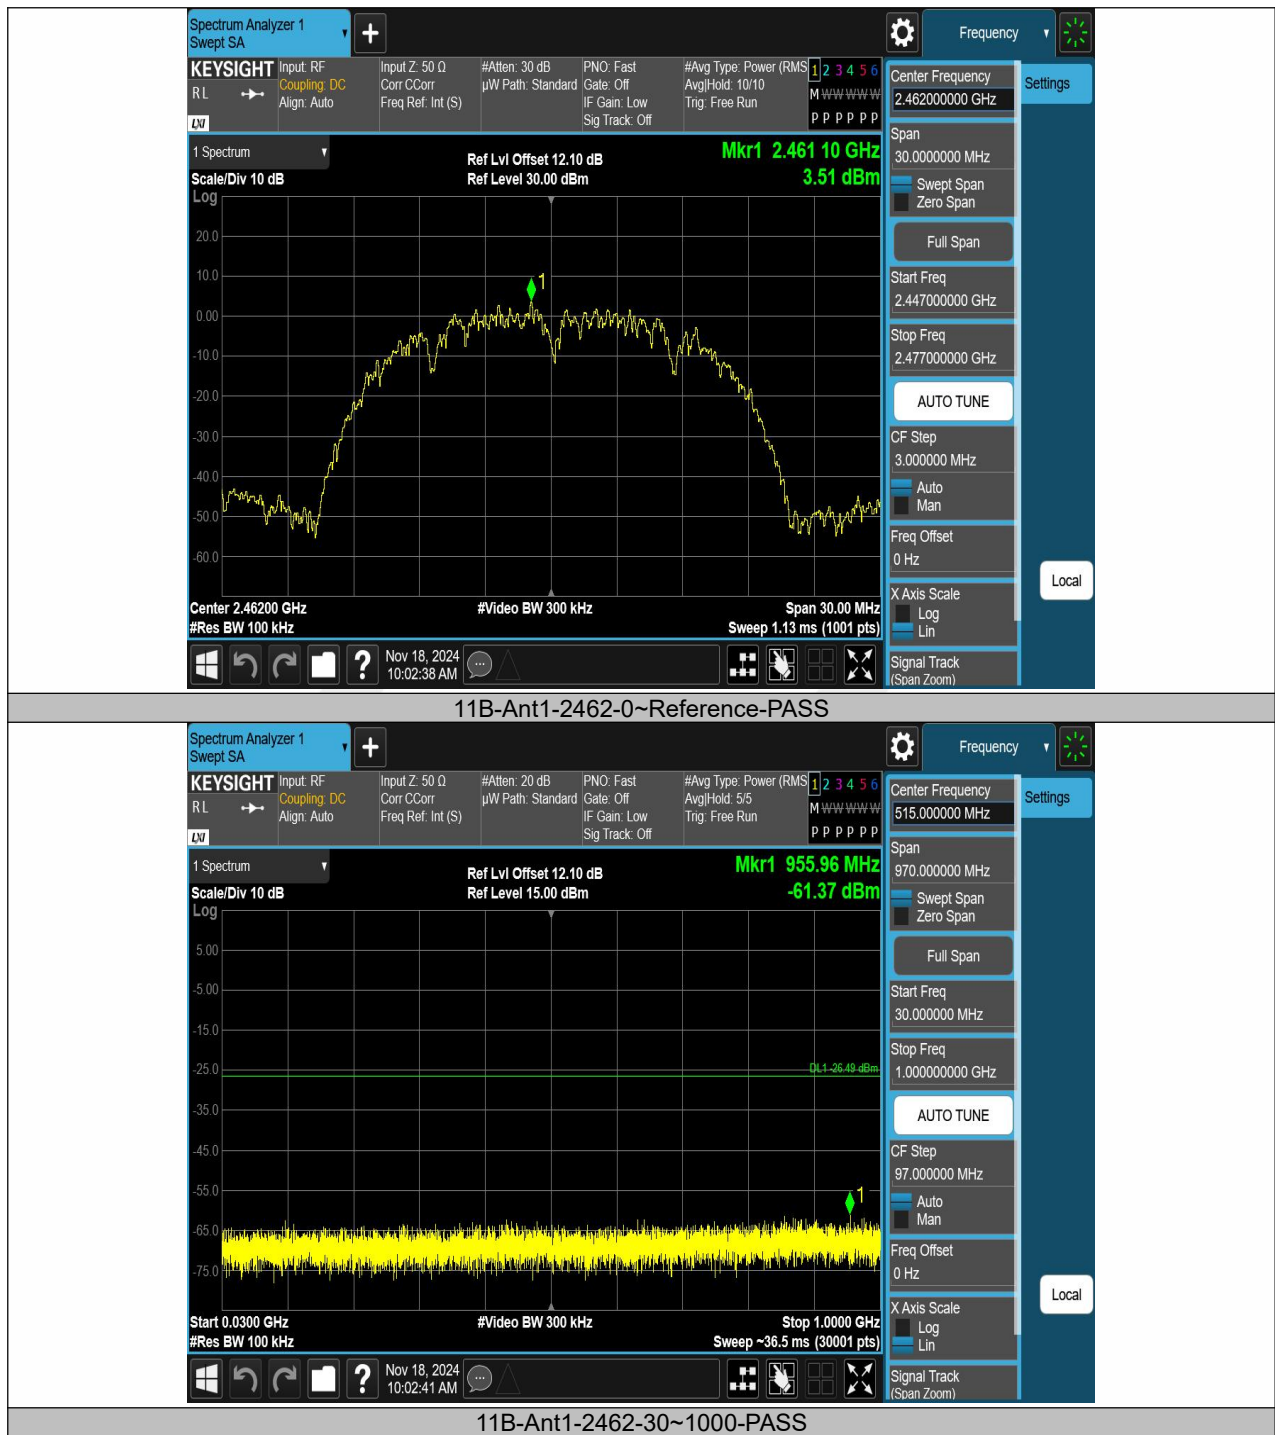 Spectrum Analyzer 1
Swept SA
+
Frequency
KEYSIGHT
R L
LXI
Input: RF
Coupling: DC
Align: Auto
Input Z: 50 Ω
Corr CCorr
Freq Ref: Int (S)
#Atten: 30 dB
µW Path: Standard
PNO: Fast
Gate: Off
IF Gain: Low
Sig Track: Off
#Avg Type: Power (RMS
Avg|Hold: 10/10
Trig: Free Run
1 2 3 4 5 6
M W W W W W
P P P P P P
1 Spectrum
Scale/Div 10 dB
Ref Lvl Offset 12.10 dB
Ref Level 30.00 dBm
Mkr1 2.461 10 GHz
3.51 dBm
Log
20.0
10.0
0.00
-10.0
-20.0
-30.0
-40.0
-50.0
-60.0
1
Center 2.46200 GHz
#Res BW 100 kHz
#Video BW 300 kHz
Span 30.00 MHz
Sweep 1.13 ms (1001 pts)
Nov 18, 2024
10:02:38 AM
?
Center Frequency
2.462000000 GHz
Settings
Span
30.0000000 MHz
Swept Span
Zero Span
Full Span
Start Freq
2.447000000 GHz
Stop Freq
2.477000000 GHz
AUTO TUNE
CF Step
3.000000 MHz
Auto
Man
Freq Offset
0 Hz
Local
X Axis Scale
Log
Lin
Signal Track
(Span Zoom)
11B-Ant1-2462-0~Reference-PASS
Spectrum Analyzer 1
Swept SA
+
Frequency
KEYSIGHT
R L
LXI
Input: RF
Coupling: DC
Align: Auto
Input Z: 50 Ω
Corr CCorr
Freq Ref: Int (S)
#Atten: 20 dB
µW Path: Standard
PNO: Fast
Gate: Off
IF Gain: Low
Sig Track: Off
#Avg Type: Power (RMS
Avg|Hold: 5/5
Trig: Free Run
1 2 3 4 5 6
M W W W W W
P P P P P P
1 Spectrum
Scale/Div 10 dB
Ref Lvl Offset 12.10 dB
Ref Level 15.00 dBm
Mkr1 955.96 MHz
-61.37 dBm
Log
5.00
-5.00
-15.0
-25.0
-35.0
-45.0
-55.0
-65.0
-75.0
DL1 -26.49 dBm
1
Start 0.0300 GHz
#Res BW 100 kHz
#Video BW 300 kHz
Stop 1.0000 GHz
Sweep ~36.5 ms (30001 pts)
Nov 18, 2024
10:02:41 AM
?
Center Frequency
515.000000 MHz
Settings
Span
970.000000 MHz
Swept Span
Zero Span
Full Span
Start Freq
30.000000 MHz
Stop Freq
1.000000000 GHz
AUTO TUNE
CF Step
97.000000 MHz
Auto
Man
Freq Offset
0 Hz
Local
X Axis Scale
Log
Lin
Signal Track
(Span Zoom)
11B-Ant1-2462-30~1000-PASS